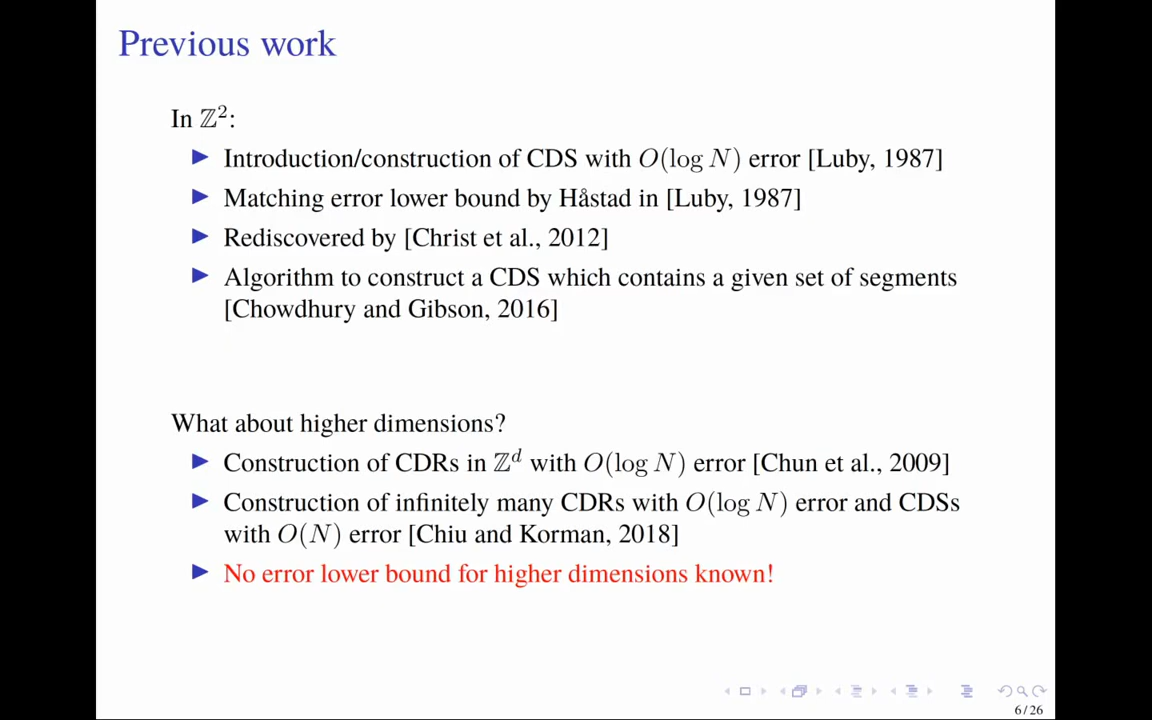 Previous work
In ℤ²:
▶ Introduction/construction of CDS with O(log N) error [Luby, 1987]
▶ Matching error lower bound by Håstad in [Luby, 1987]
▶ Rediscovered by [Christ et al., 2012]
▶ Algorithm to construct a CDS which contains a given set of segments
[Chowdhury and Gibson, 2016]
What about higher dimensions?
▶ Construction of CDRs in ℤᵈ with O(log N) error [Chun et al., 2009]
▶ Construction of infinitely many CDRs with O(log N) error and CDSs
with O(N) error [Chiu and Korman, 2018]
▶ No error lower bound for higher dimensions known!
6 / 26